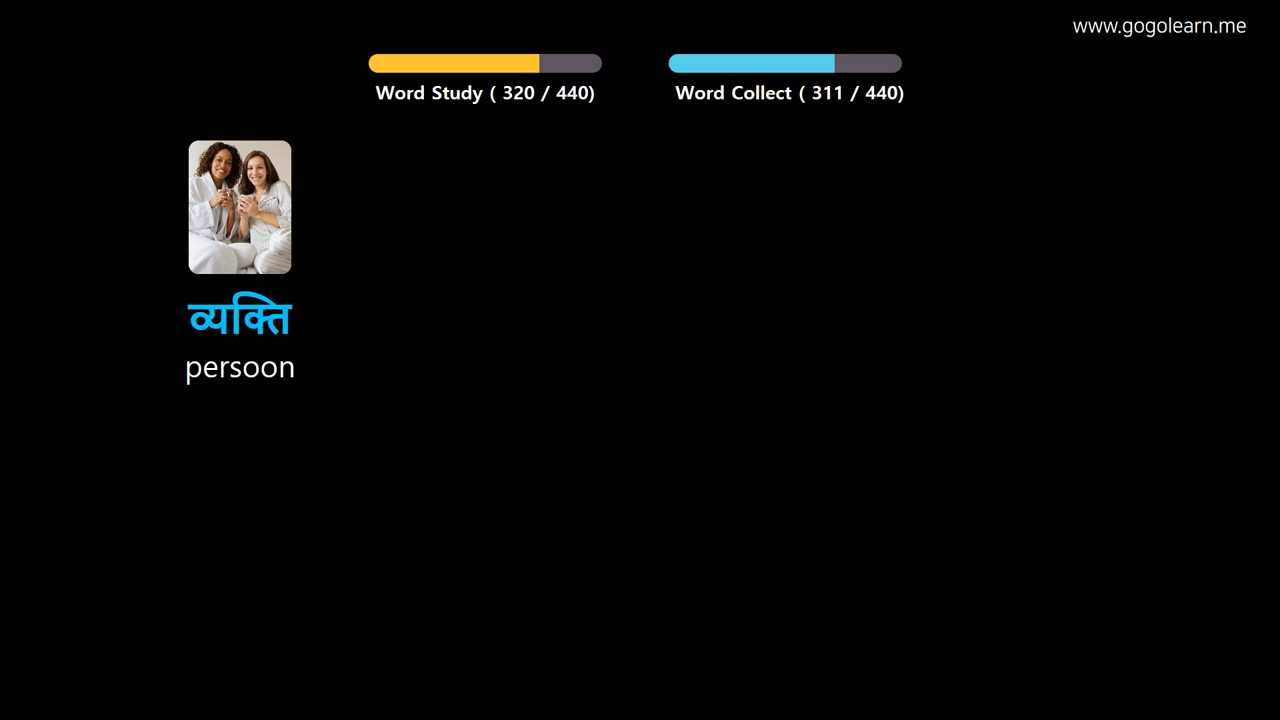 www.gogolearn.me
Word Study ( 320 / 440)
Word Collect ( 311 / 440)
व्यक्ति
persoon